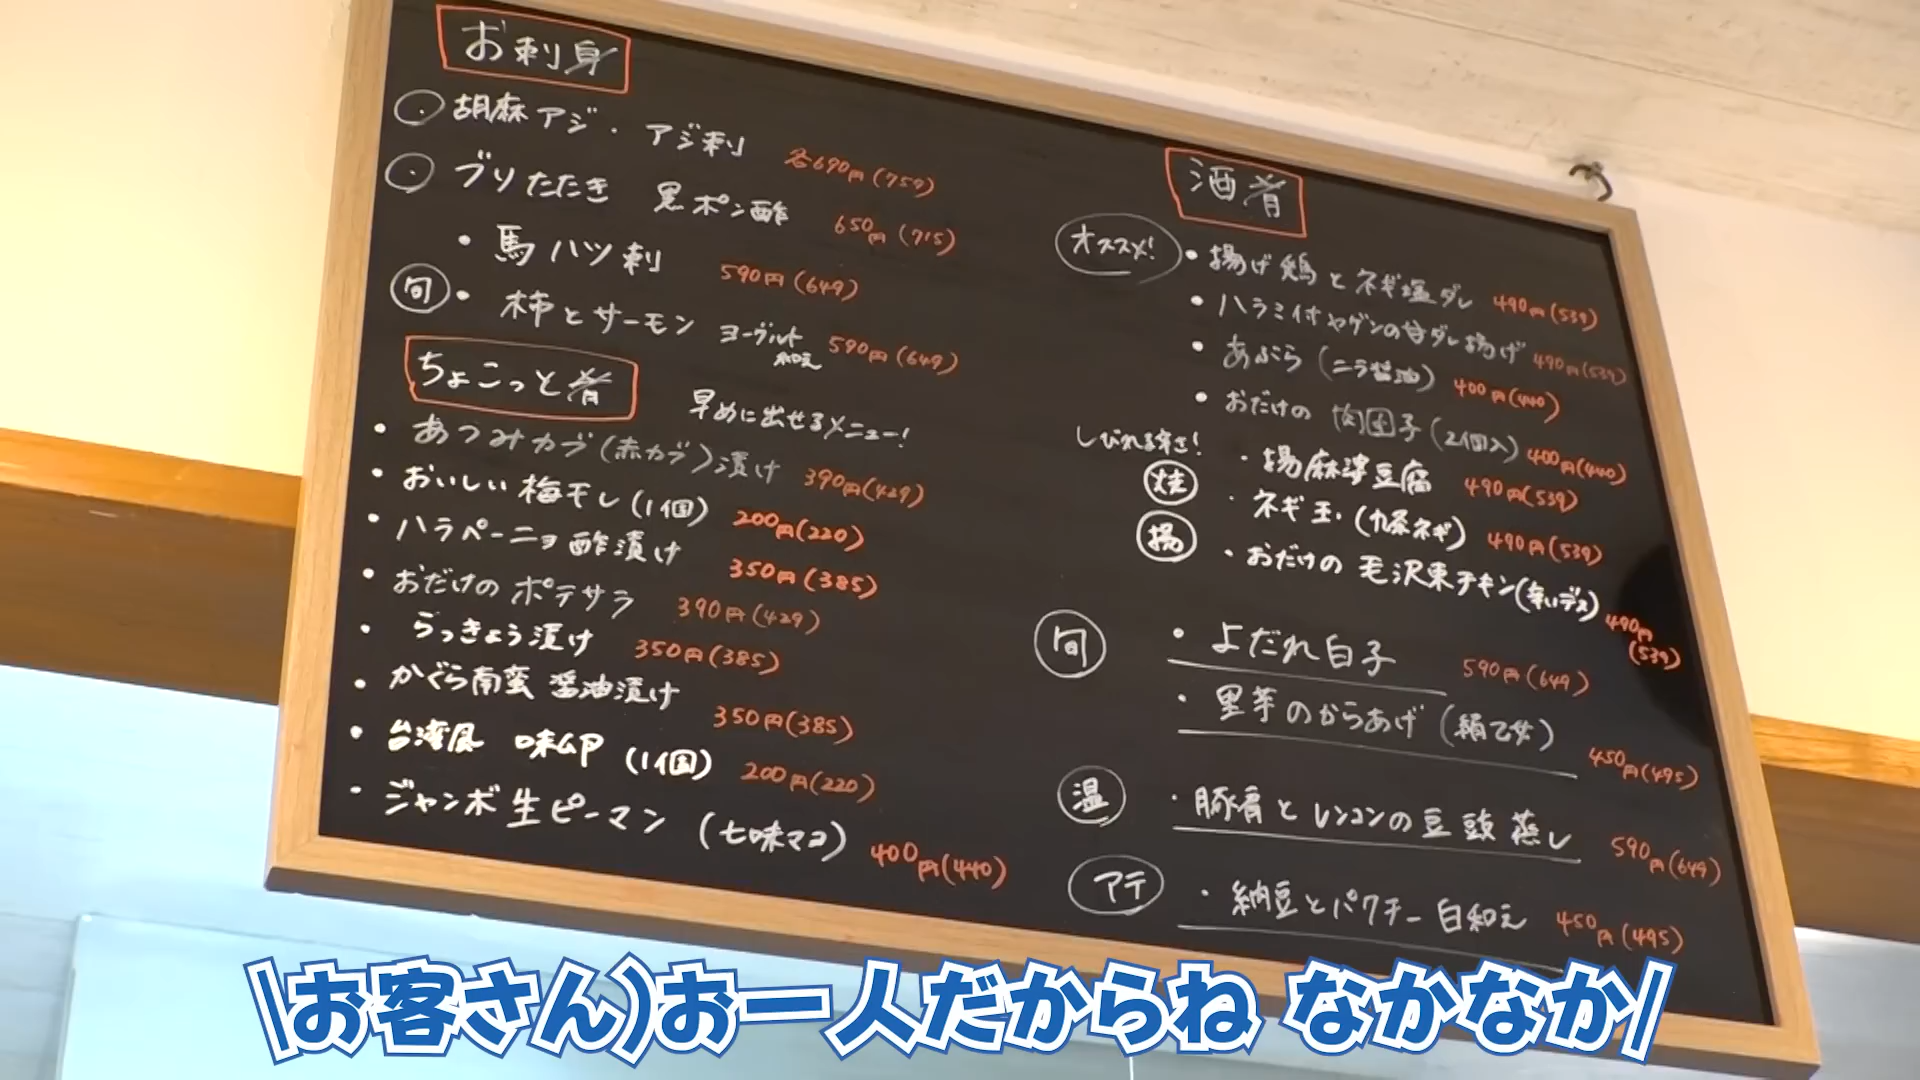 お刺身
胡麻アジ・アジ刺 各690円(759)
ブリたたき 黒ポン酢 650円(715)
・馬ハツ刺 590円(649)
旬 ・柿とサーモン ヨーグルト和え 590円(649)
ちょこっと肴 早めに出せるメニュー!
・あつみカブ(赤カブ)漬け 390円(429)
・おいしい梅干し(1個) 200円(220)
・ハラペーニョ酢漬け 350円(385)
・おだけのポテサラ 390円(429)
・らっきょう漬け 350円(385)
・かぐら南蛮 醤油漬け 350円(385)
・台湾風 味玉(1個) 200円(220)
・ジャンボ生ピーマン(七味マヨ) 400円(440)
酒肴
オススメ! ・揚げ鶏とネギ塩ダレ 490円(539)
・ハラミ付ヤゲンの甘ダレ揚げ 490円(539)
・あぶら(ニラ醤油) 400円(440)
・おだけの肉団子(2個入) 400円(440)
しびれる辛さ! ・揚麻婆豆腐 490円(539)
焼 ・ネギ玉・(九条ネギ) 490円(539)
揚 ・おだけの毛沢東チキン(辛いデス) 490円(539)
旬 ・よだれ白子 590円(649)
・里芋のからあげ(絹乙女) 450円(495)
温 ・豚肩とレンコンの豆豉蒸し 590円(649)
アテ ・納豆とパクチー白和え 450円(495)
\お客さん)お一人だからね なかなか/